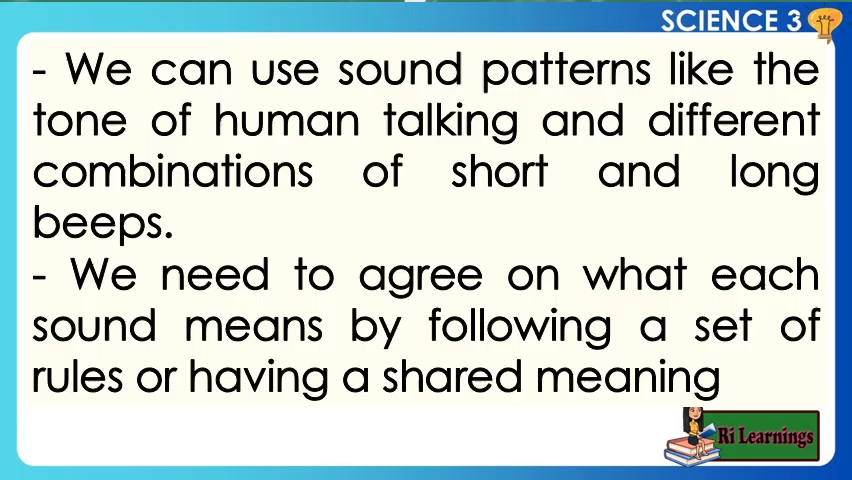 SCIENCE 3
- We can use sound patterns like the
tone of human talking and different
combinations of short and long
beeps.
- We need to agree on what each
sound means by following a set of
rules or having a shared meaning
Ri Learnings